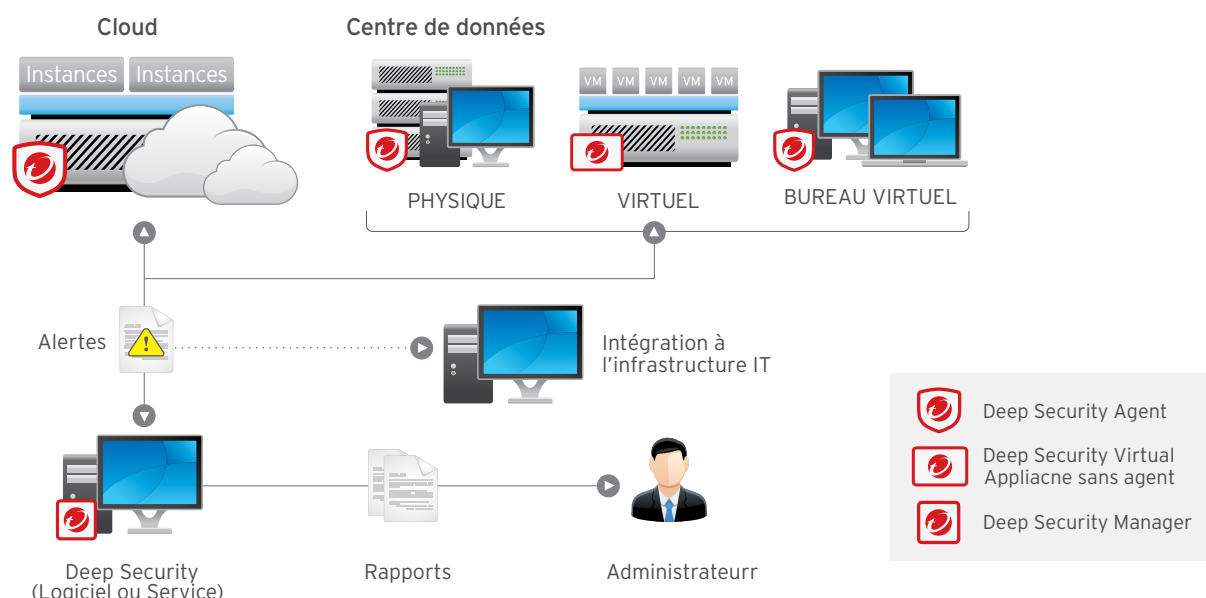 Cloud
Centre de données
Instances Instances
VM VM VM VM VM
PHYSIQUE
VIRTUEL
BUREAU VIRTUEL
Alertes
Intégration à
l'infrastructure IT
Deep Security Agent
Deep Security Virtual
Appliacne sans agent
Deep Security Manager
Deep Security
(Logiciel ou Service)
Rapports
Administrateurr